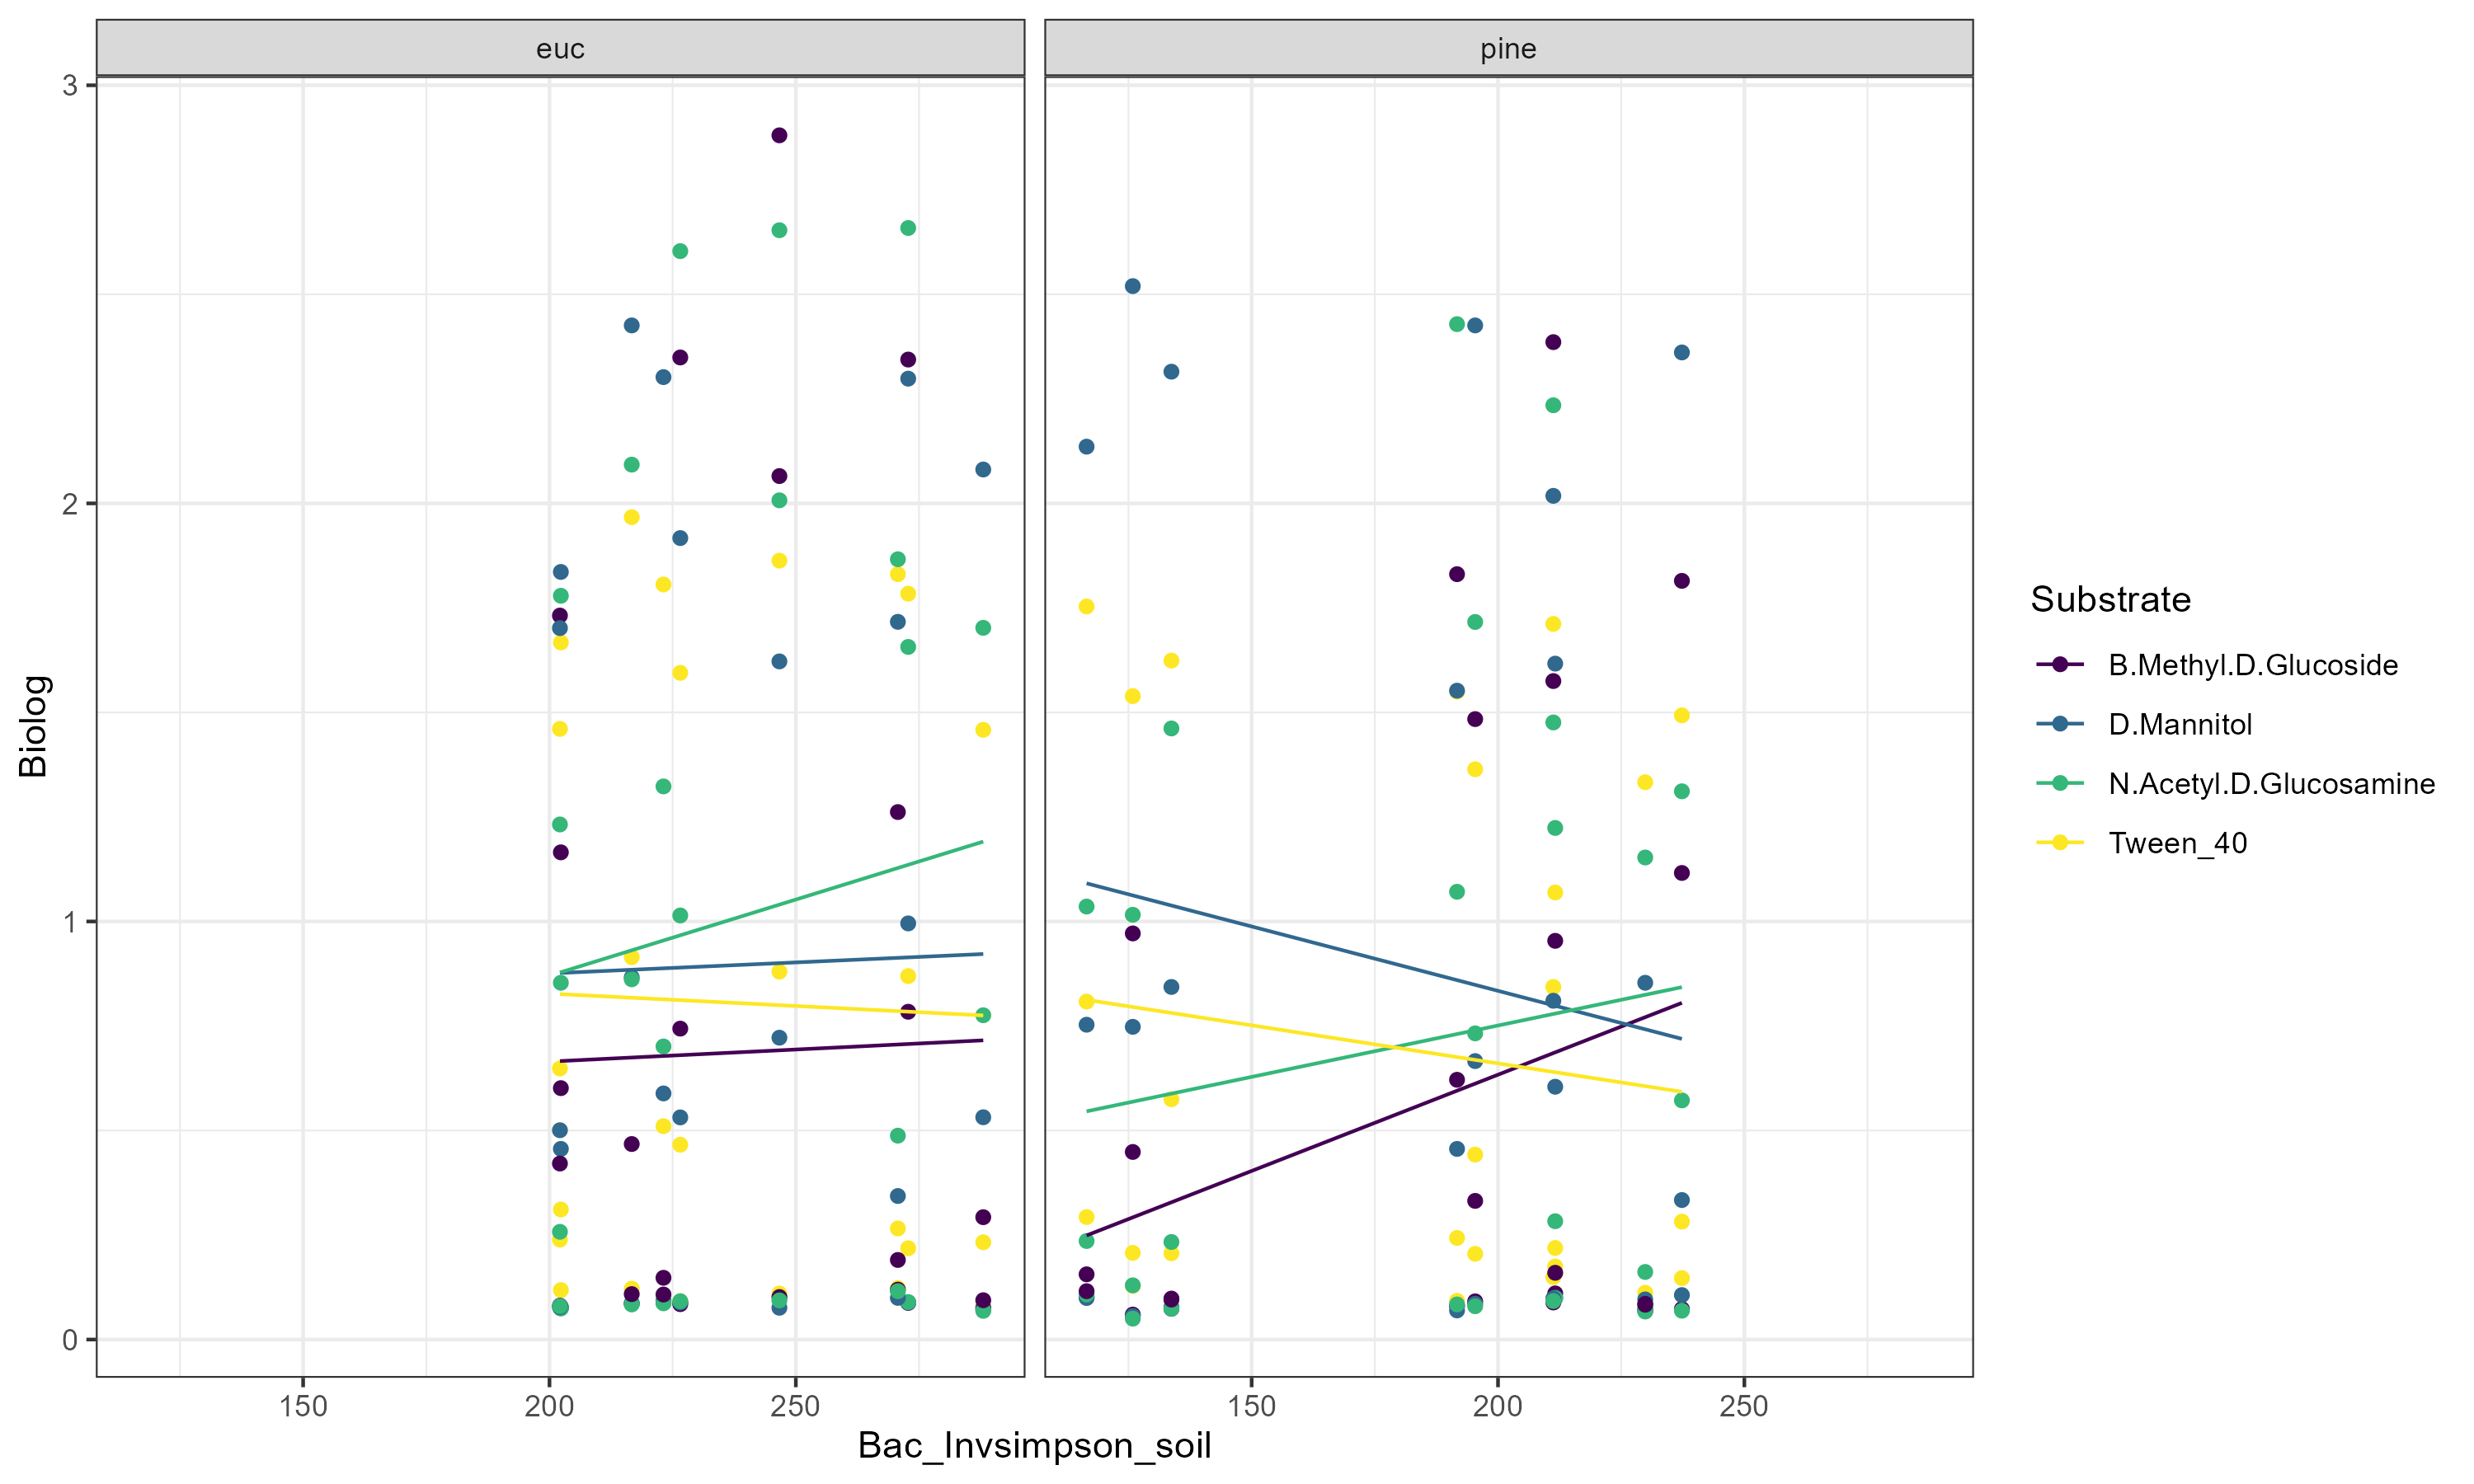 euc pine
3
2
1
0
Biolog
150 200 250 150 200 250
Bac_Invsimpson_soil
Substrate
B.Methyl.D.Glucoside
D.Mannitol
N.Acetyl.D.Glucosamine
Tween_40